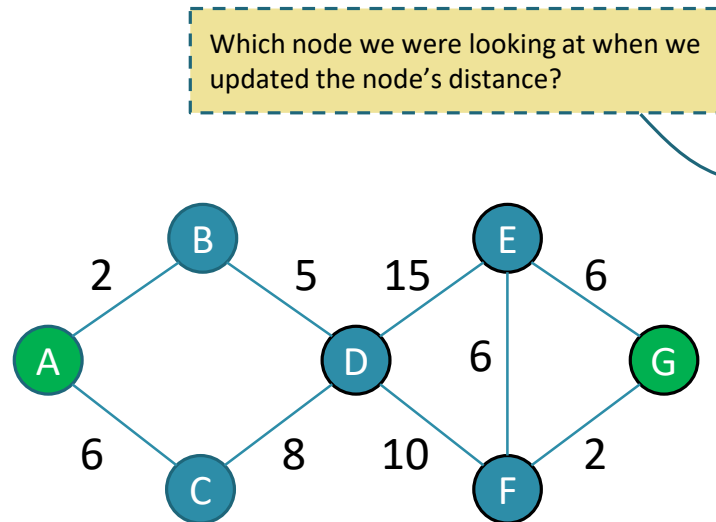 Which node we were looking at when we
updated the node's distance?
B
E
2
5
15
6
A
D
6
G
6
8
10
2
C
F